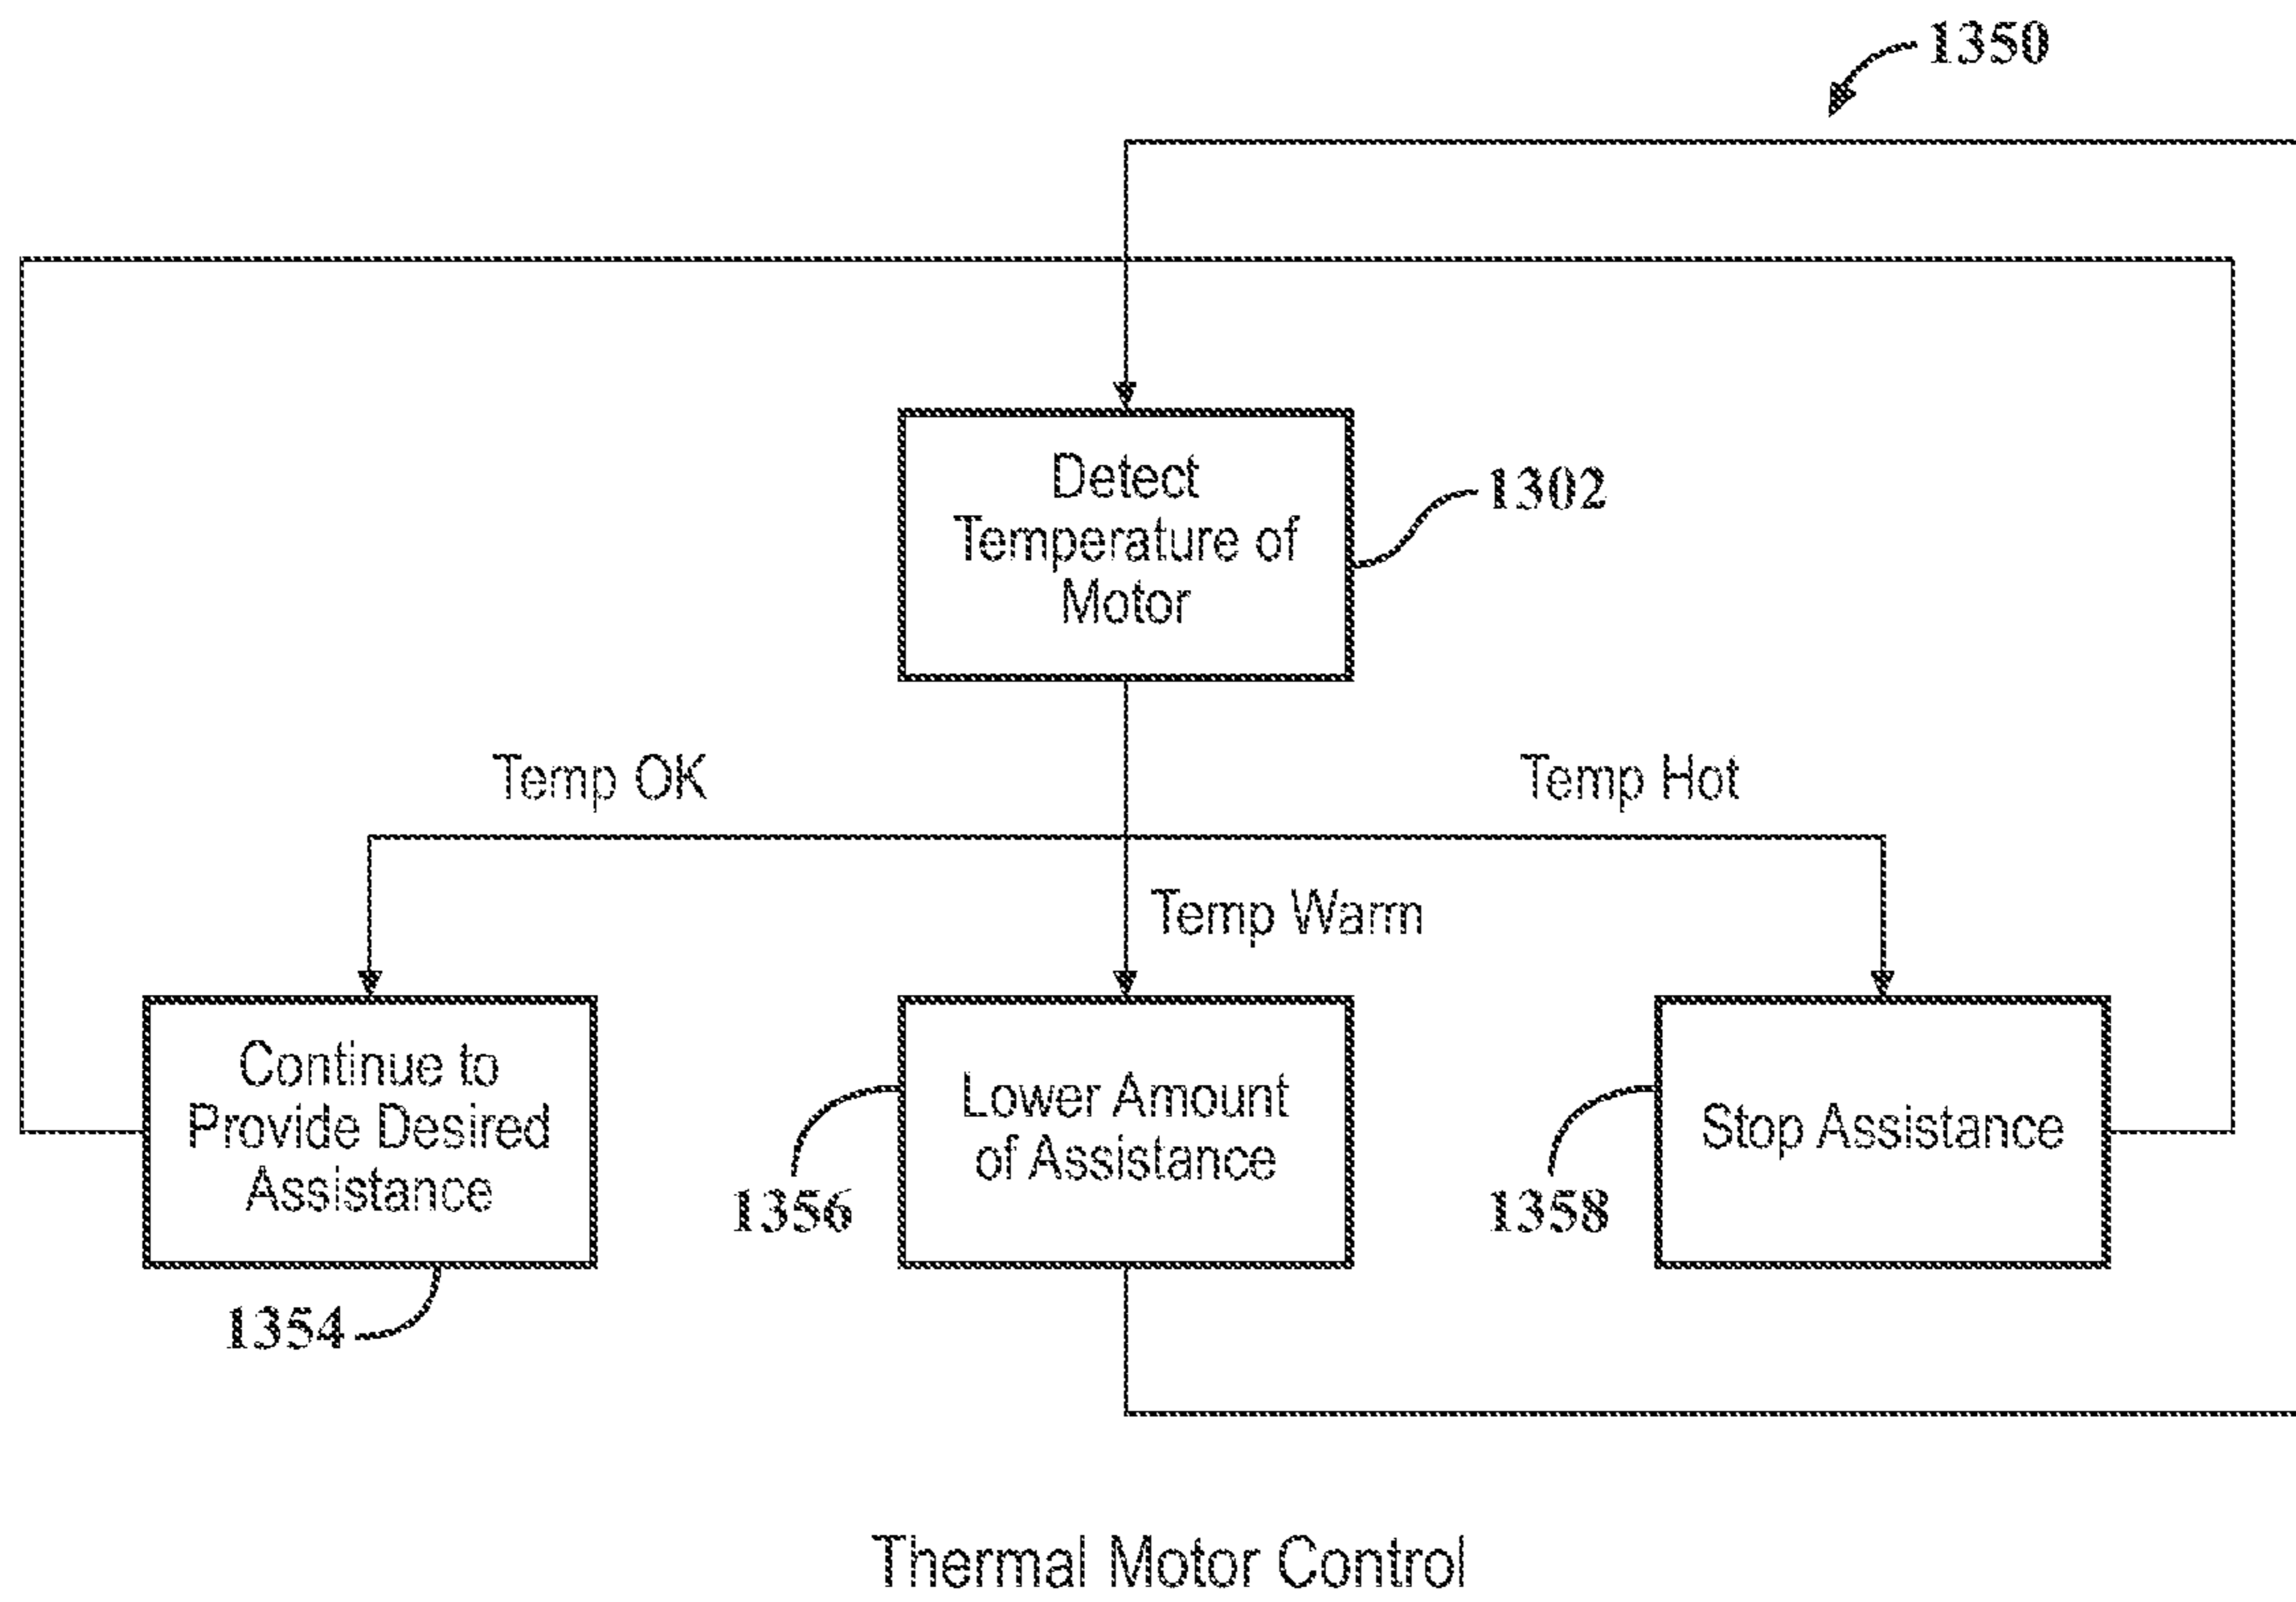 1350
Detect
Temperature of
Motor
1302
Temp OK
Temp Hot
Temp Warm
Continue to
Provide Desired
Assistance
1354
Lower Amount
of Assistance
1356
Stop Assistance
1358
Thermal Motor Control